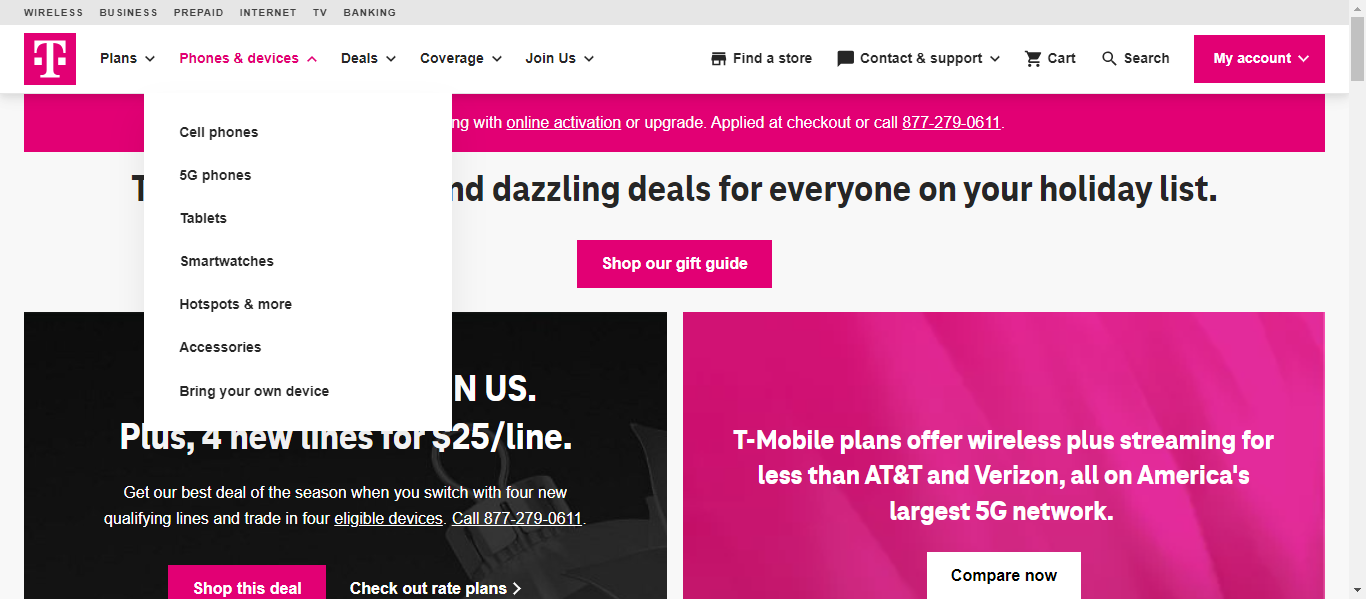 WIRELESS BUSINESS PREPAID INTERNET TV BANKING
T
Plans Phones & devices Deals Coverage Join Us Find a store Contact & support Cart Search My account
with online activation or upgrade. Applied at checkout or call 877-279-0611.
dazzling deals for everyone on your holiday list.
Shop our gift guide
Cell phones
5G phones
Tablets
Smartwatches
Hotspots & more
Accessories
Bring your own device
US.
Plus, 4 new lines for $25/line.
Get our best deal of the season when you switch with four new
qualifying lines and trade in four eligible devices. Call 877-279-0611.
Shop this deal Check out rate plans
T-Mobile plans offer wireless plus streaming for
less than AT&T and Verizon, all on America's
largest 5G network.
Compare now